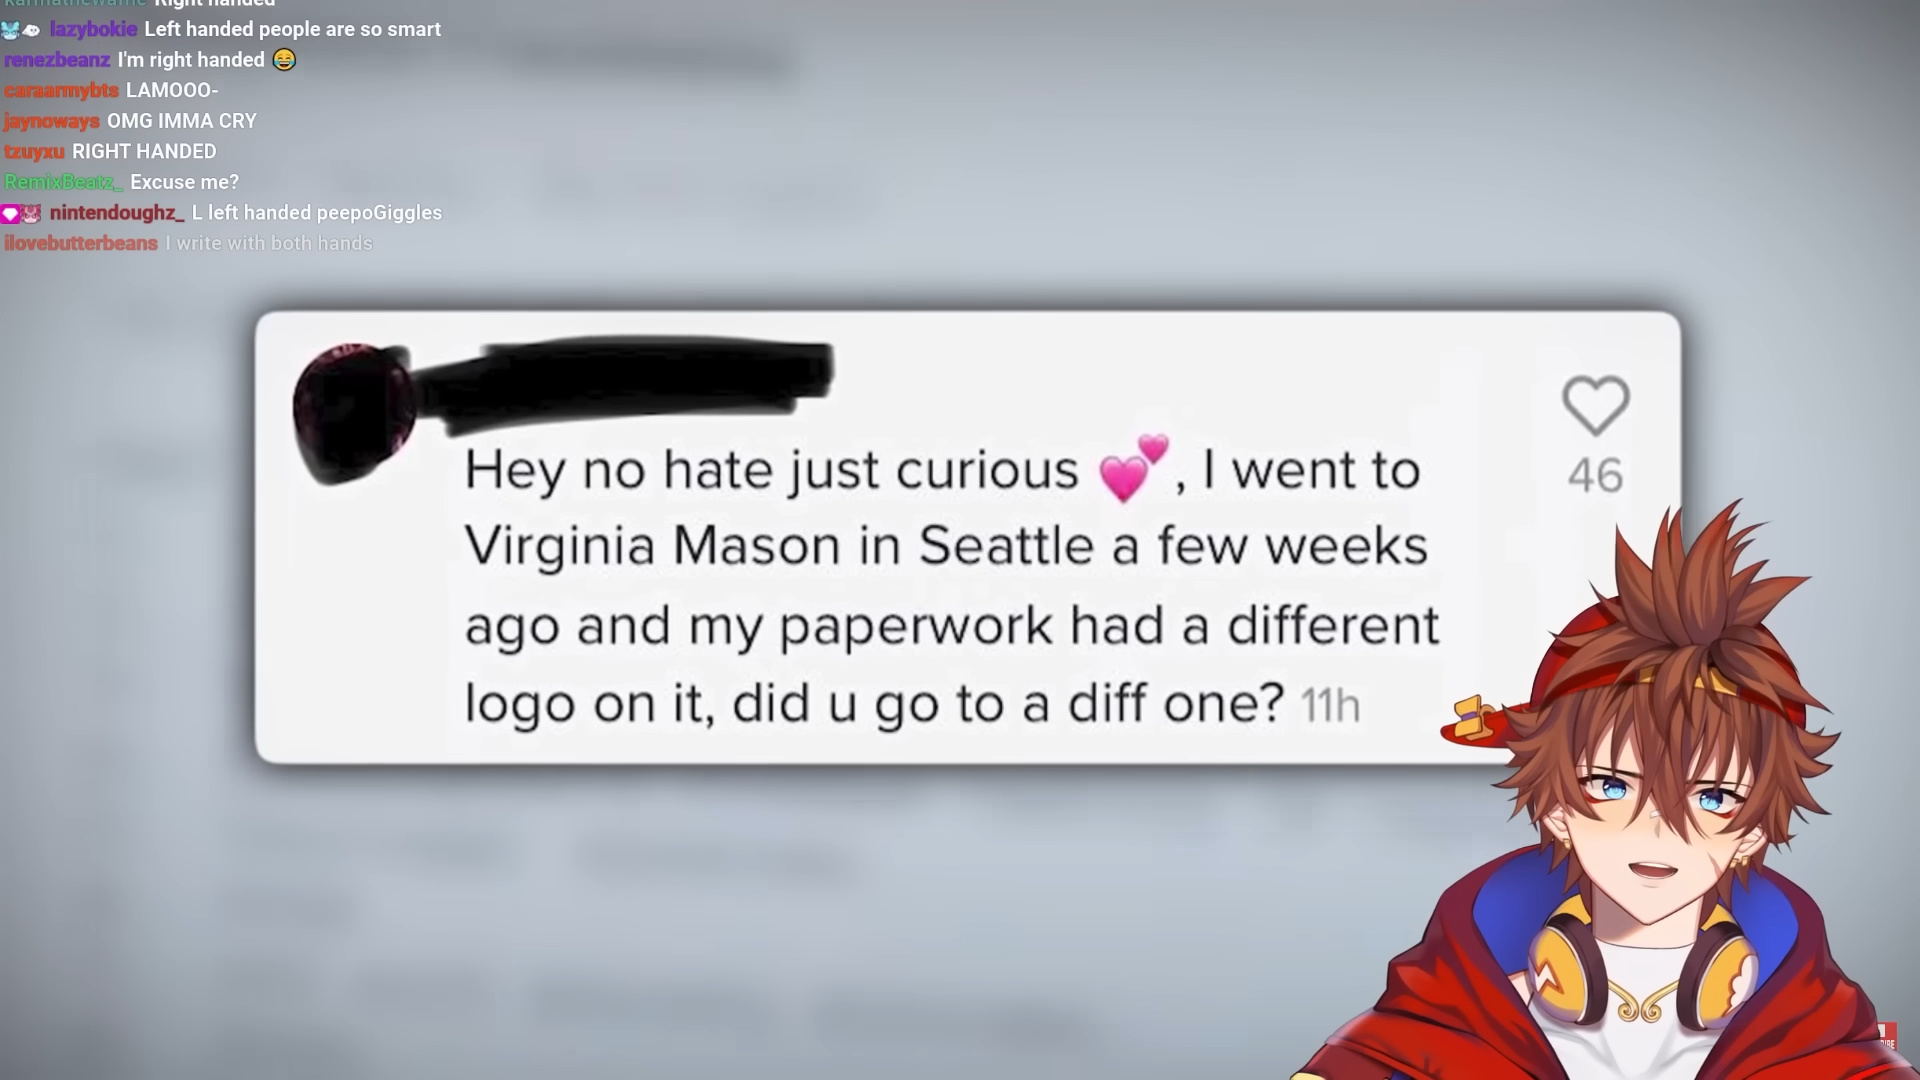 Right handed
lazybokie Left handed people are so smart
renezbeanz I'm right handed 😂
caraarmybts LAMOOO-
jaynoways OMG IMMA CRY
tzuyxu RIGHT HANDED
RemixBeatz_ Excuse me?
nintendoughz_ L left handed peepoGiggles
ilovebutterbeans I write with both hands
Hey no hate just curious 💕, I went to
Virginia Mason in Seattle a few weeks
ago and my paperwork had a different
logo on it, did u go to a diff one? 11h
46